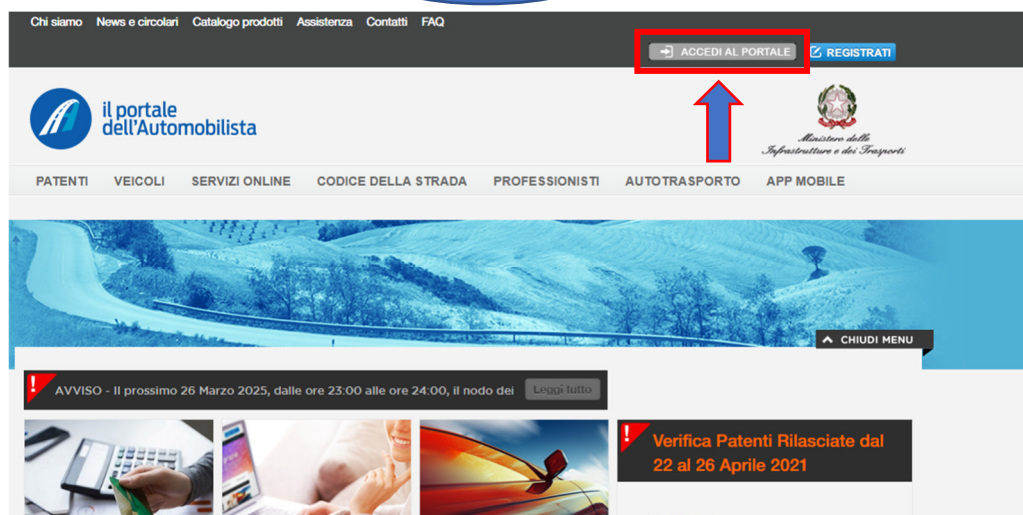 Chi siamo News e circolari Catalogo prodotti Assistenza Contatti FAQ
ACCEDI AL PORTALE REGISTRATI
il portale
dell'Automobilista
Ministero delle
Infrastrutture e dei Trasporti
PATENTI VEICOLI SERVIZI ONLINE CODICE DELLA STRADA PROFESSIONISTI AUTOTRASPORTO APP MOBILE
CHIUDI MENU
! AVVISO - Il prossimo 26 Marzo 2025, dalle ore 23:00 alle ore 24:00, il nodo dei Leggi tutto
! Verifica Patenti Rilasciate dal
22 al 26 Aprile 2021